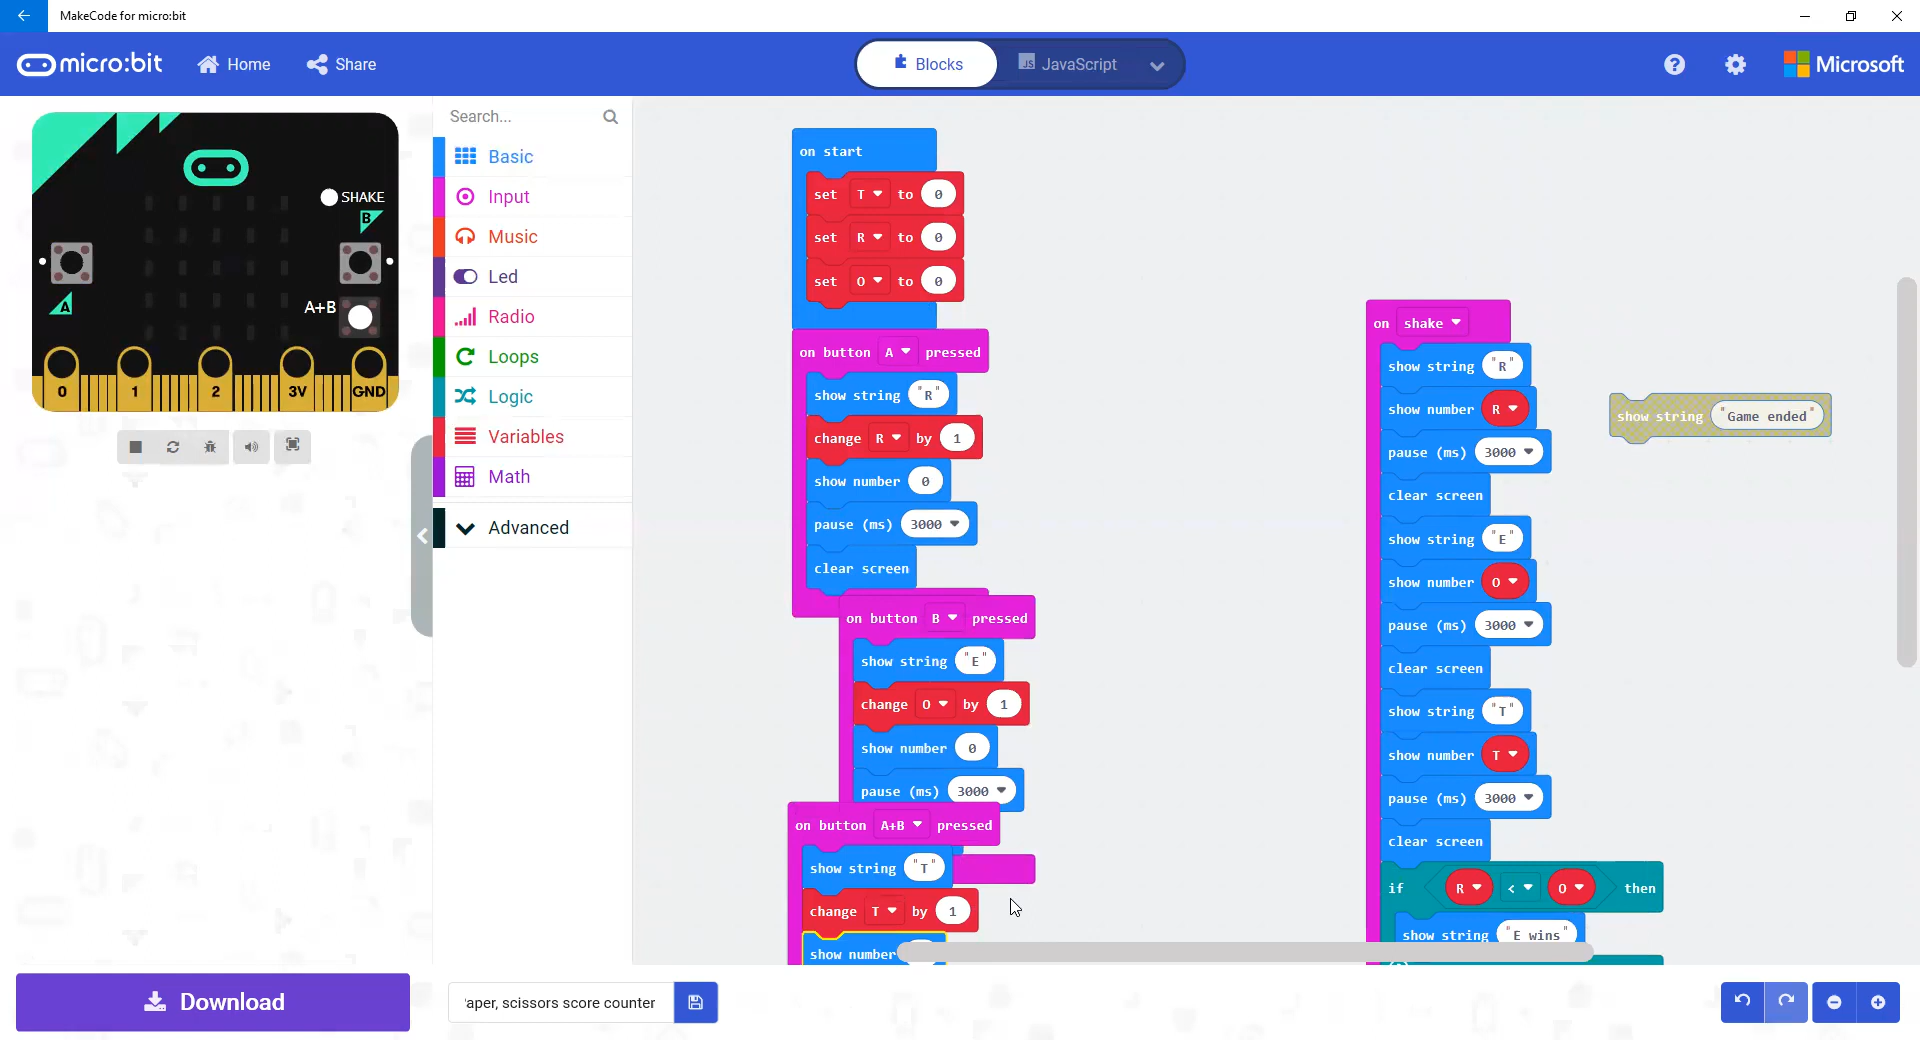 MakeCode for micro:bit
micro:bit
Home
Share
Blocks
JS JavaScript
?
Microsoft
SHAKE
B
A
A+B
0 1 2 3V GND
Search...
Basic
Input
Music
Led
Radio
Loops
Logic
Variables
Math
Advanced
on start
set T to 0
set R to 0
set O to 0
on button A pressed
show string "R"
change R by 1
show number 0
pause (ms) 3000
clear screen
on button B pressed
show string "E"
change O by 1
show number 0
pause (ms) 3000
on button A+B pressed
show string "T"
change T by 1
show number
on shake
show string "R"
show number R
pause (ms) 3000
clear screen
show string "E"
show number O
pause (ms) 3000
clear screen
show string "T"
show number T
pause (ms) 3000
clear screen
if R < O then
show string "E wins"
show string "Game ended"
Download
'aper, scissors score counter